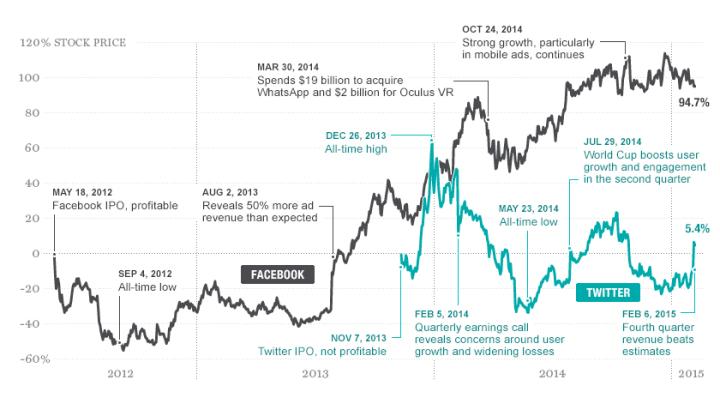 120% STOCK PRICE
100
80
60
40
20
0
-20
-40
-60%
OCT 24, 2014
Strong growth, particularly
in mobile ads, continues
MAR 30, 2014
Spends $19 billion to acquire
WhatsApp and $2 billion for Oculus VR
94.7%
DEC 26, 2013
All-time high
JUL 29, 2014
World Cup boosts user
growth and engagement
in the second quarter
MAY 18, 2012
Facebook IPO, profitable
AUG 2, 2013
Reveals 50% more ad
revenue than expected
MAY 23, 2014
All-time low
5.4%
SEP 4, 2012
All-time low
FACEBOOK
TWITTER
NOV 7, 2013
Twitter IPO, not profitable
FEB 5, 2014
Quarterly earnings call
reveals concerns around user
growth and widening losses
FEB 6, 2015
Fourth quarter
revenue beats
estimates
2012
2013
2014
2015